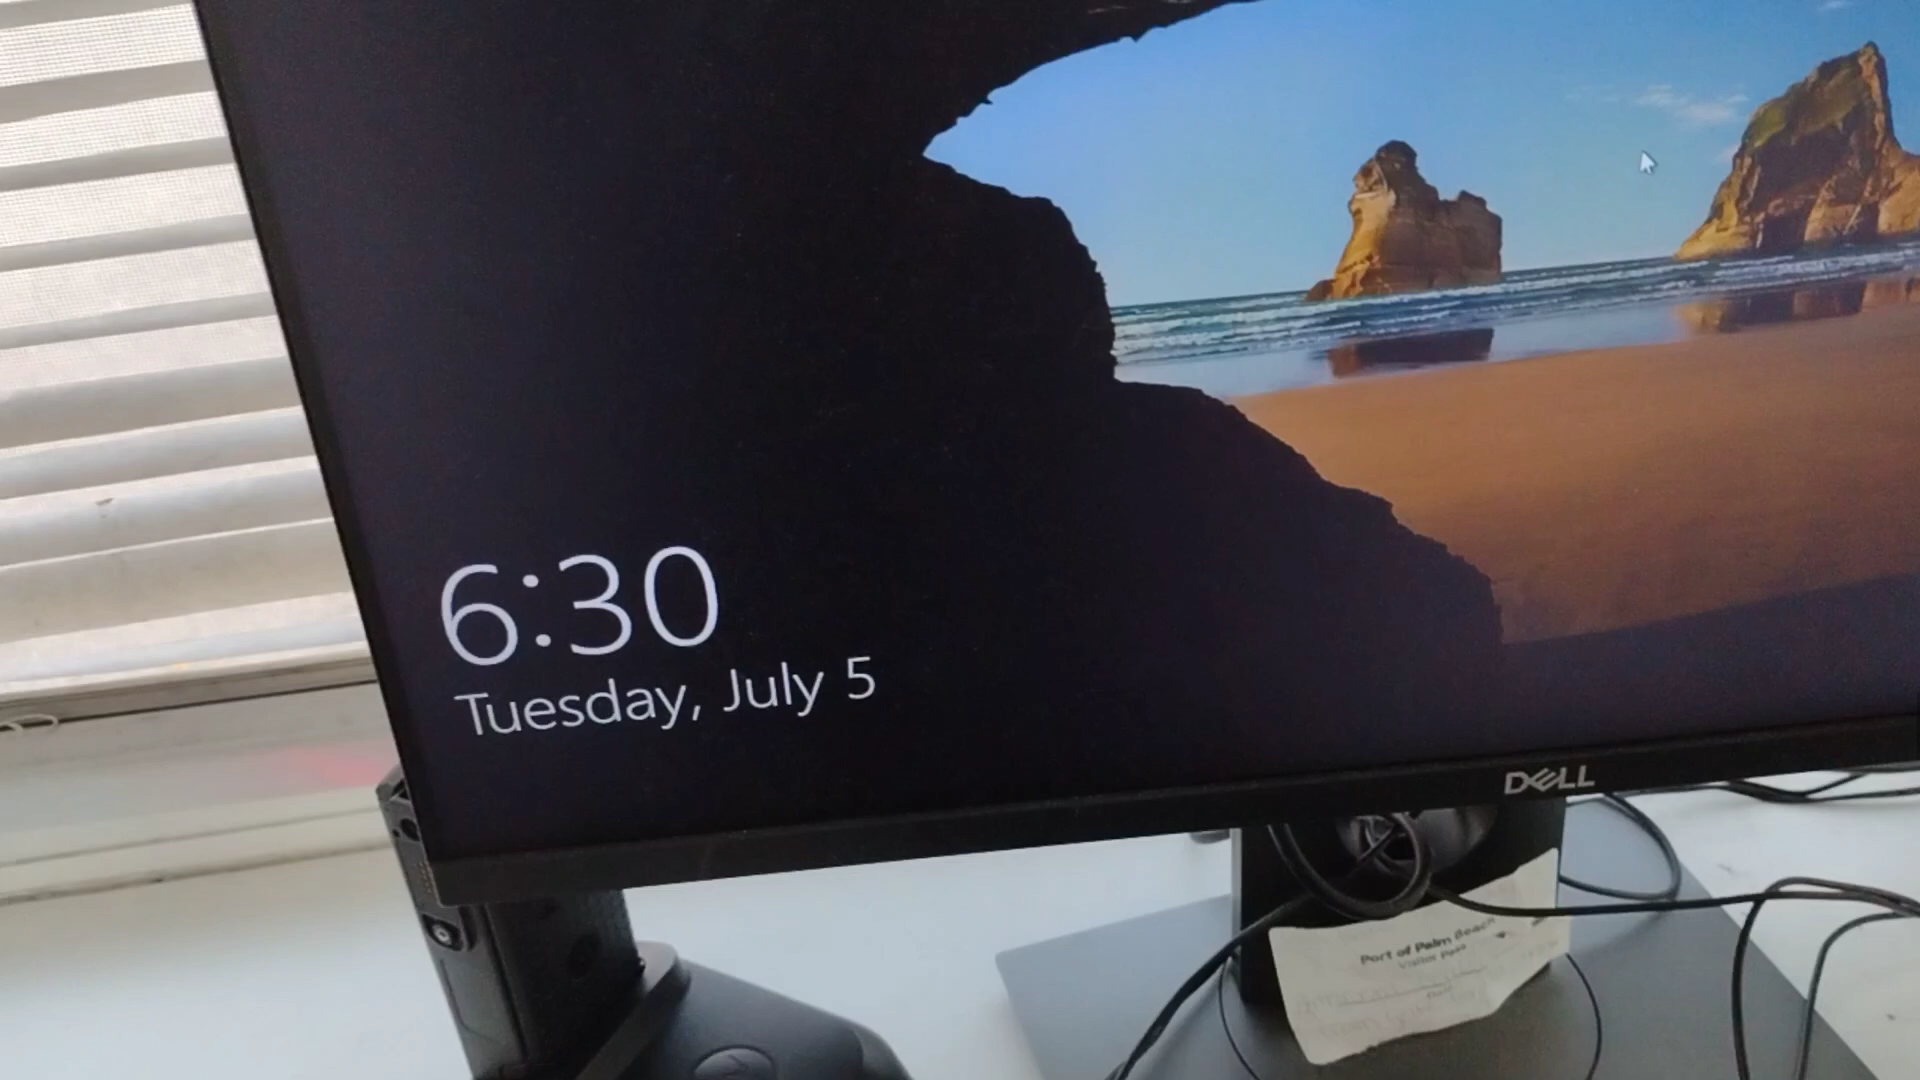 6:30
Tuesday, July 5
DELL
Port of Palm Beach
Visitor Pass